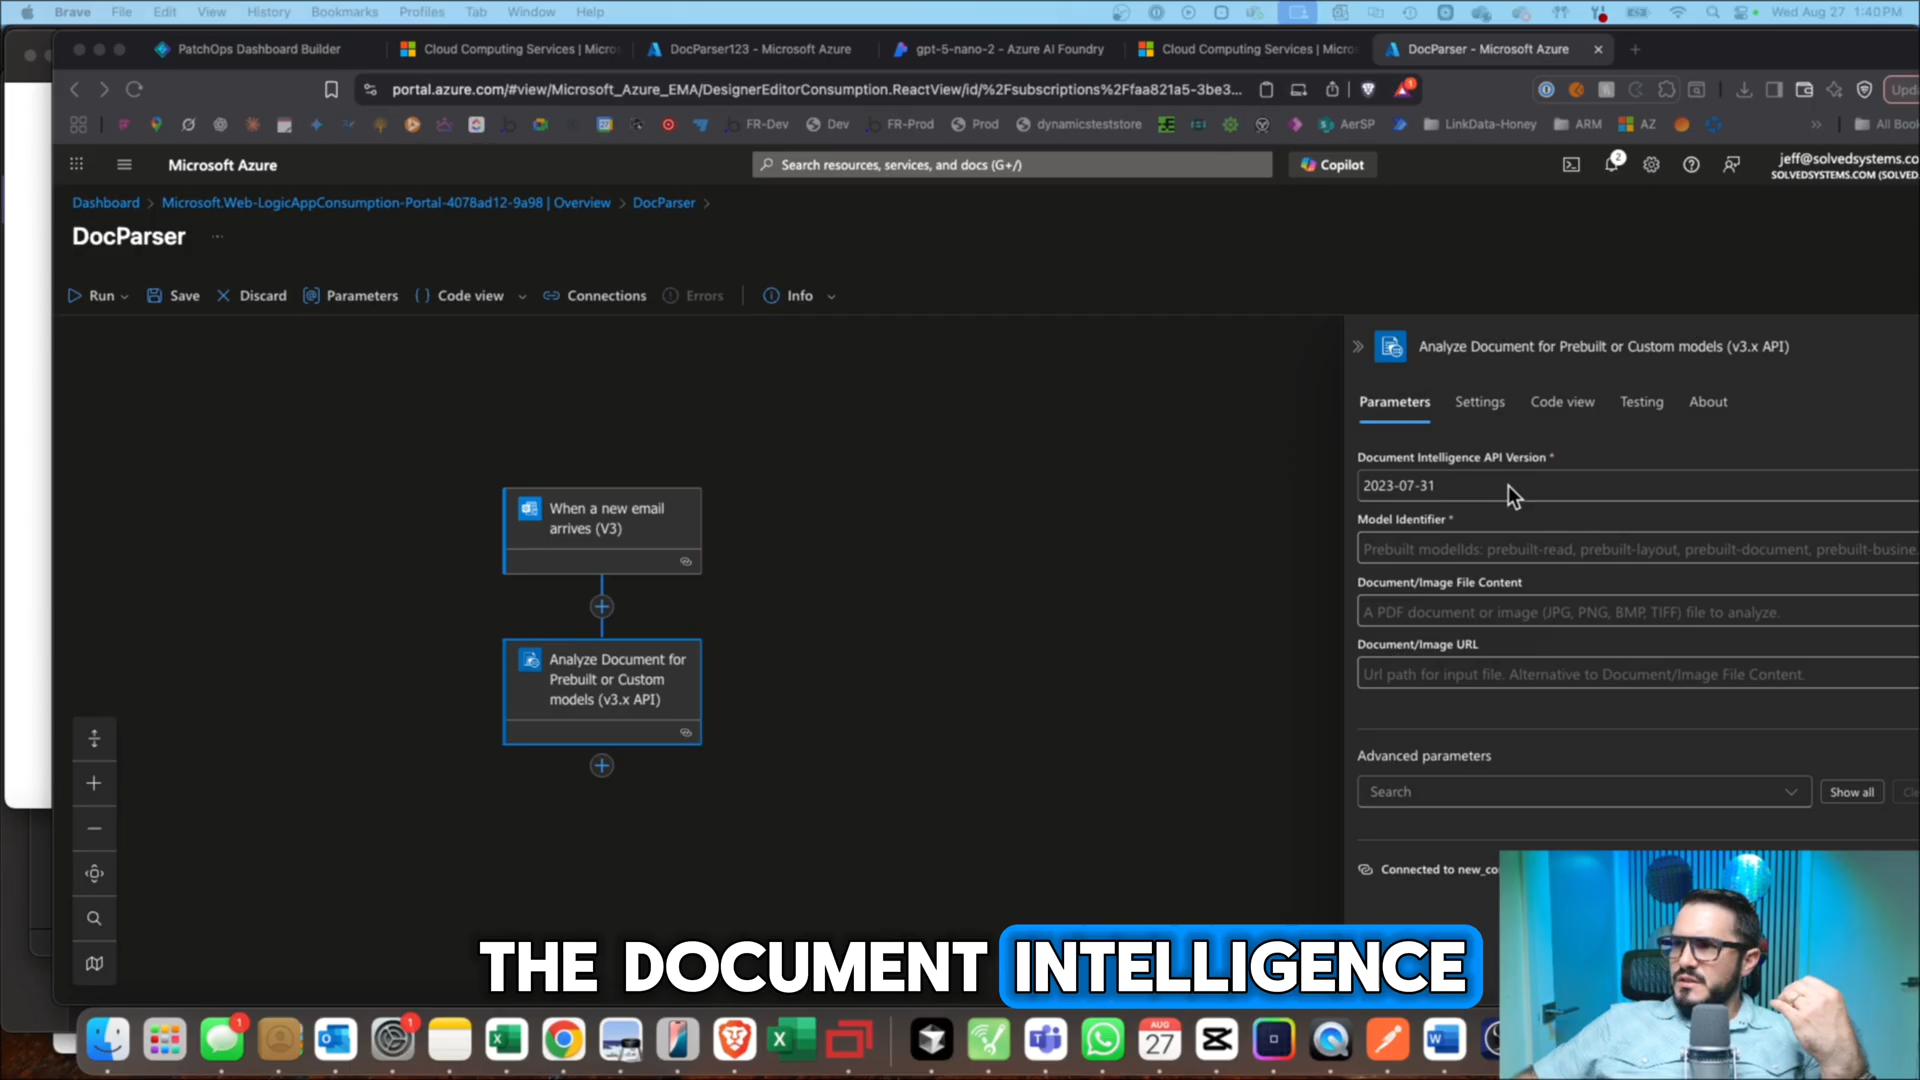 Brave File Edit View History Bookmarks Profiles Tab Window Help Wed Aug 27 1:40 PM
PatchOps Dashboard Builder
Cloud Computing Services | Micros
DocParser123 - Microsoft Azure
gpt-5-nano-2 - Azure AI Foundry
Cloud Computing Services | Micro
DocParser - Microsoft Azure
portal.azure.com/#view/Microsoft_Azure_EMA/DesignerEditorConsumption.ReactView/id/%2Fsubscriptions%2Ffaa821a5-3be3...
1
FR-Dev Dev FR-Prod Prod dynamicsteststore AerSP LinkData-Honey ARM AZ All Book
Microsoft Azure
Search resources, services, and docs (G+/)
Copilot
2
jeff@solvedsystems.co
SOLVEDSYSTEMS.COM (SOLVED
Dashboard > Microsoft.Web-LogicAppConsumption-Portal-4078ad12-9a98 | Overview > DocParser >
DocParser ...
Run Save Discard Parameters Code view Connections Errors Info
When a new email
arrives (V3)
Analyze Document for
Prebuilt or Custom
models (v3.x API)
Analyze Document for Prebuilt or Custom models (v3.x API)
Parameters Settings Code view Testing About
Document Intelligence API Version *
2023-07-31
Model Identifier *
Prebuilt modelIds: prebuilt-read, prebuilt-layout, prebuilt-document, prebuilt-busine
Document/Image File Content
A PDF document or image (JPG, PNG, BMP, TIFF) file to analyze.
Document/Image URL
Url path for input file. Alternative to Document/Image File Content.
Advanced parameters
Search
Show all
Cle
Connected to new_co
THE DOCUMENT INTELLIGENCE
1
1
AUG
27